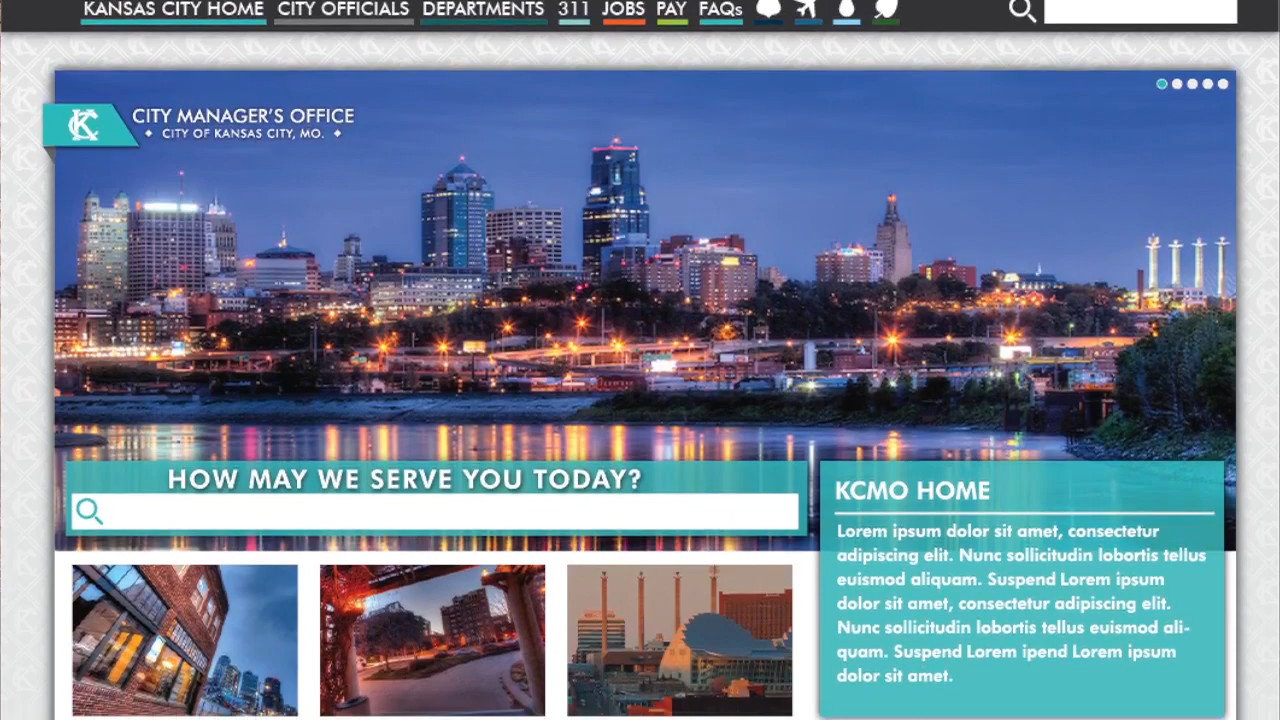 KANSAS CITY HOME CITY OFFICIALS DEPARTMENTS 311 JOBS PAY FAQs
KC CITY MANAGER'S OFFICE
CITY OF KANSAS CITY, MO.
HOW MAY WE SERVE YOU TODAY?
KCMO HOME
Lorem ipsum dolor sit amet, consectetur
adipiscing elit. Nunc sollicitudin lobortis tellus
euismod aliquam. Suspend Lorem ipsum
dolor sit amet, consectetur adipiscing elit.
Nunc sollicitudin lobortis tellus euismod ali-
quam. Suspend Lorem ipend Lorem ipsum
dolor sit amet.